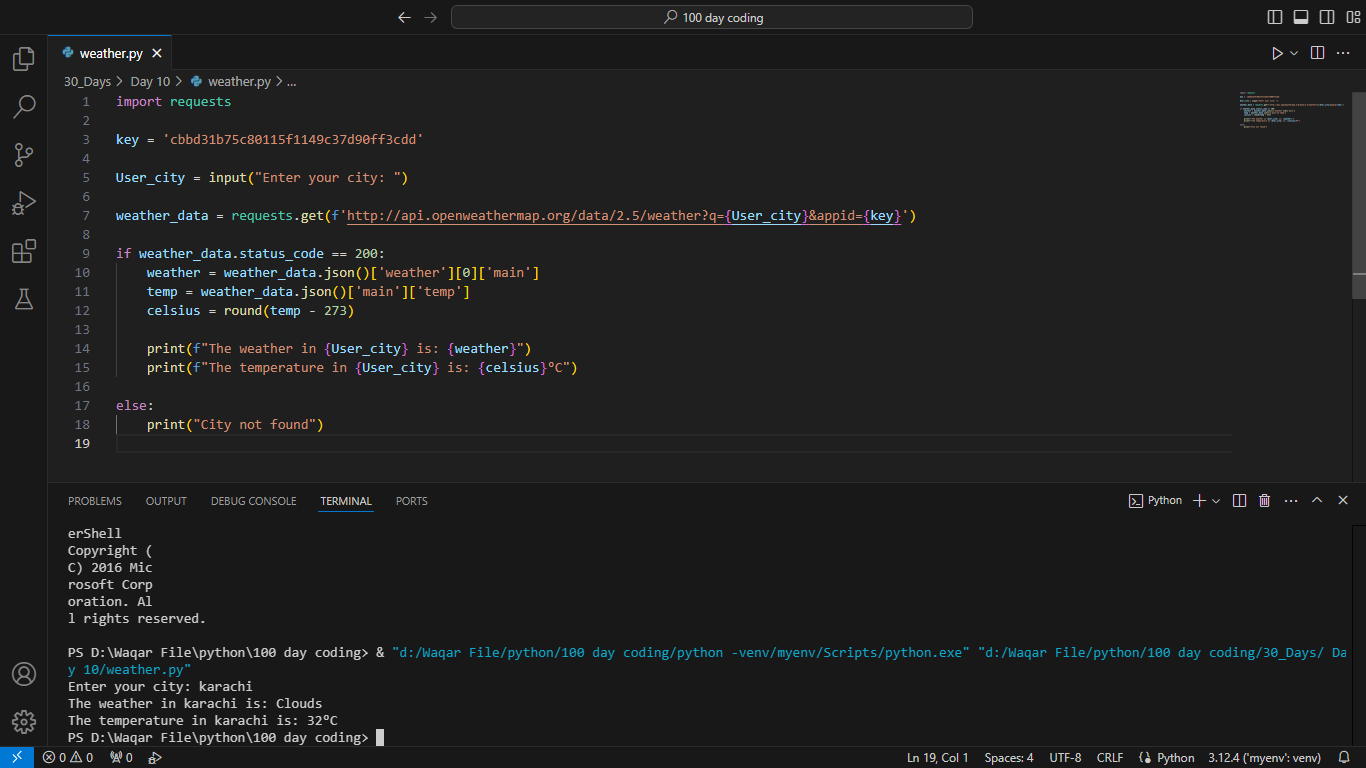 100 day coding
weather.py
30_Days > Day 10 > weather.py > ...
1 import requests
2
3 key = 'cbbd31b75c80115f1149c37d90ff3cdd'
4
5 User_city = input("Enter your city: ")
6
7 weather_data = requests.get(f'http://api.openweathermap.org/data/2.5/weather?q={User_city}&appid={key}')
8
9 if weather_data.status_code == 200:
10 weather = weather_data.json()['weather'][0]['main']
11 temp = weather_data.json()['main']['temp']
12 celsius = round(temp - 273)
13
14 print(f"The weather in {User_city} is: {weather}")
15 print(f"The temperature in {User_city} is: {celsius}ºC")
16
17 else:
18 print("City not found")
19
PROBLEMS OUTPUT DEBUG CONSOLE TERMINAL PORTS Python
erShell
Copyright (
C) 2016 Mic
rosoft Corp
oration. Al
l rights reserved.
PS D:\Waqar File\python\100 day coding> & "d:/Waqar File/python/100 day coding/python -venv/myenv/Scripts/python.exe" "d:/Waqar File/python/100 day coding/30_Days/ Da
y 10/weather.py"
Enter your city: karachi
The weather in karachi is: Clouds
The temperature in karachi is: 32ºC
PS D:\Waqar File\python\100 day coding>
0 0 0 Ln 19, Col 1 Spaces: 4 UTF-8 CRLF Python 3.12.4 ('myenv': venv)